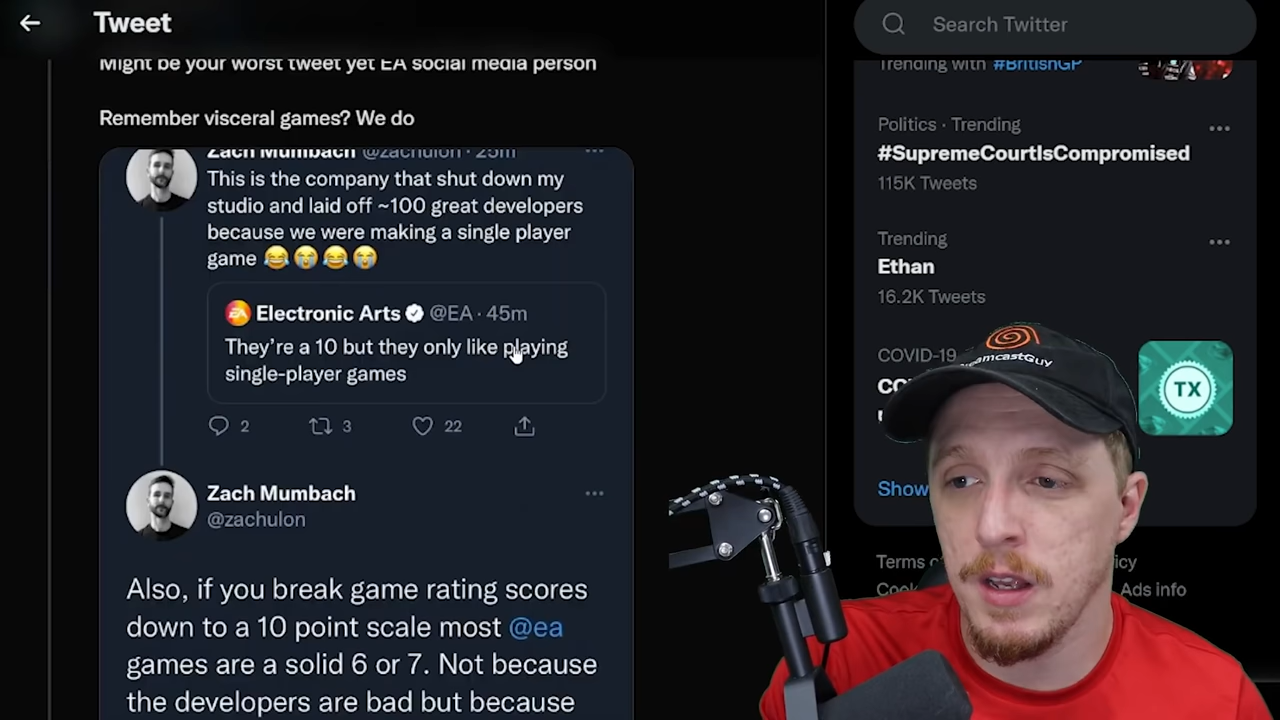 Tweet
Search Twitter
Might be your worst tweet yet EA social media person
Remember visceral games? We do
Zach Mumbach @zachulon · 25m
This is the company that shut down my
studio and laid off ~100 great developers
because we were making a single player
game 😂😭😂😭
EA
Electronic Arts @EA · 45m
They're a 10 but they only like playing
single-player games
2
3
22
Zach Mumbach
@zachulon
Also, if you break game rating scores
down to a 10 point scale most @ea
games are a solid 6 or 7. Not because
the developers are bad but because
Trending with #BritishGP
Politics · Trending
#SupremeCourtIsCompromised
115K Tweets
Trending
Ethan
16.2K Tweets
COVID-19
TX
Show
Terms
Ads info